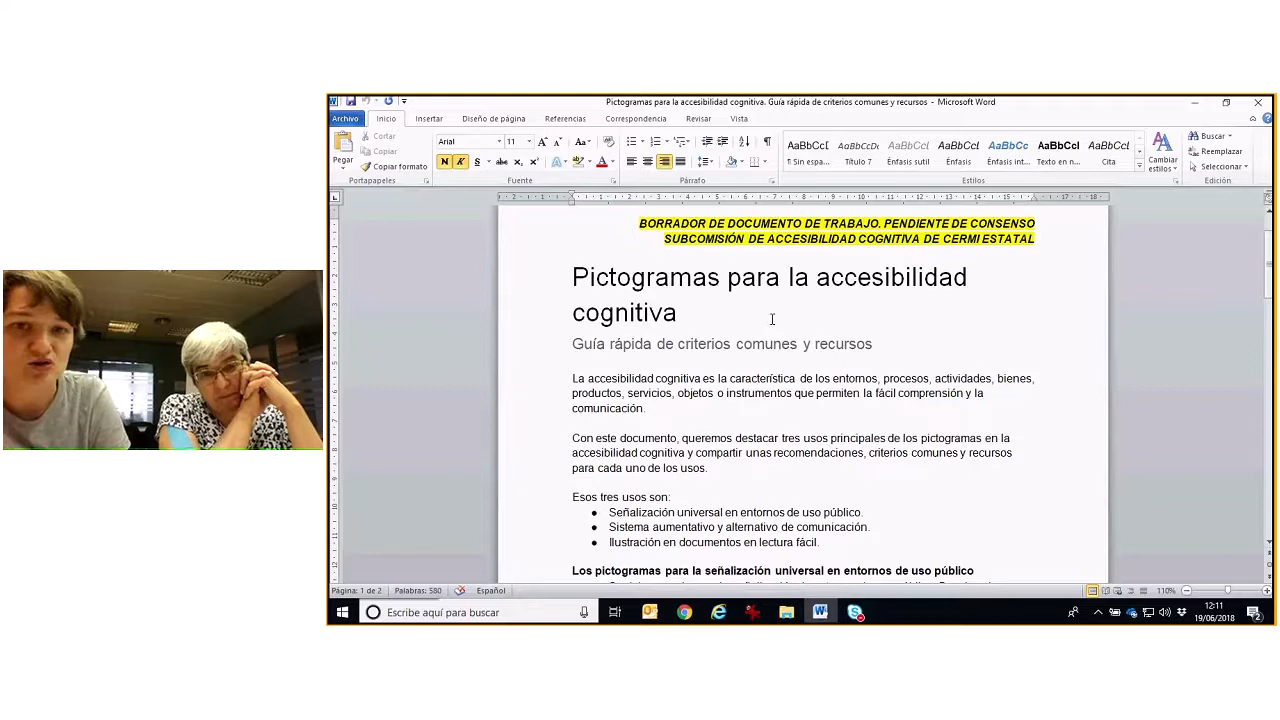 Pictogramas para la accesibilidad cognitiva. Guía rápida de criterios comunes y recursos - Microsoft Word
Archivo Inicio Insertar Diseño de página Referencias Correspondencia Revisar Vista
Pegar
Cortar
Copiar
Copiar formato
Portapapeles
Arial 11
Fuente
Párrafo
AaBbCcI AaBbCcDc AaBbCcI AaBbCcI AaBbCc AaBbCcI AaBbCcI
¶ Sin espa... Título 7 Énfasis sutil Énfasis Énfasis int... Texto en n... Cita
Estilos
Cambiar estilos
Buscar
Reemplazar
Seleccionar
Edición
BORRADOR DE DOCUMENTO DE TRABAJO. PENDIENTE DE CONSENSO
SUBCOMISIÓN DE ACCESIBILIDAD COGNITIVA DE CERMI ESTATAL
Pictogramas para la accesibilidad
cognitiva
Guía rápida de criterios comunes y recursos
La accesibilidad cognitiva es la característica de los entornos, procesos, actividades, bienes,
productos, servicios, objetos o instrumentos que permiten la fácil comprensión y la
comunicación.
Con este documento, queremos destacar tres usos principales de los pictogramas en la
accesibilidad cognitiva y compartir unas recomendaciones, criterios comunes y recursos
para cada uno de los usos.
Esos tres usos son:
● Señalización universal en entornos de uso público.
● Sistema aumentativo y alternativo de comunicación.
● Ilustración en documentos en lectura fácil.
Los pictogramas para la señalización universal en entornos de uso público
Página: 1 de 2 Palabras: 580 Español 110%
Escribe aquí para buscar
12:11
19/06/2018